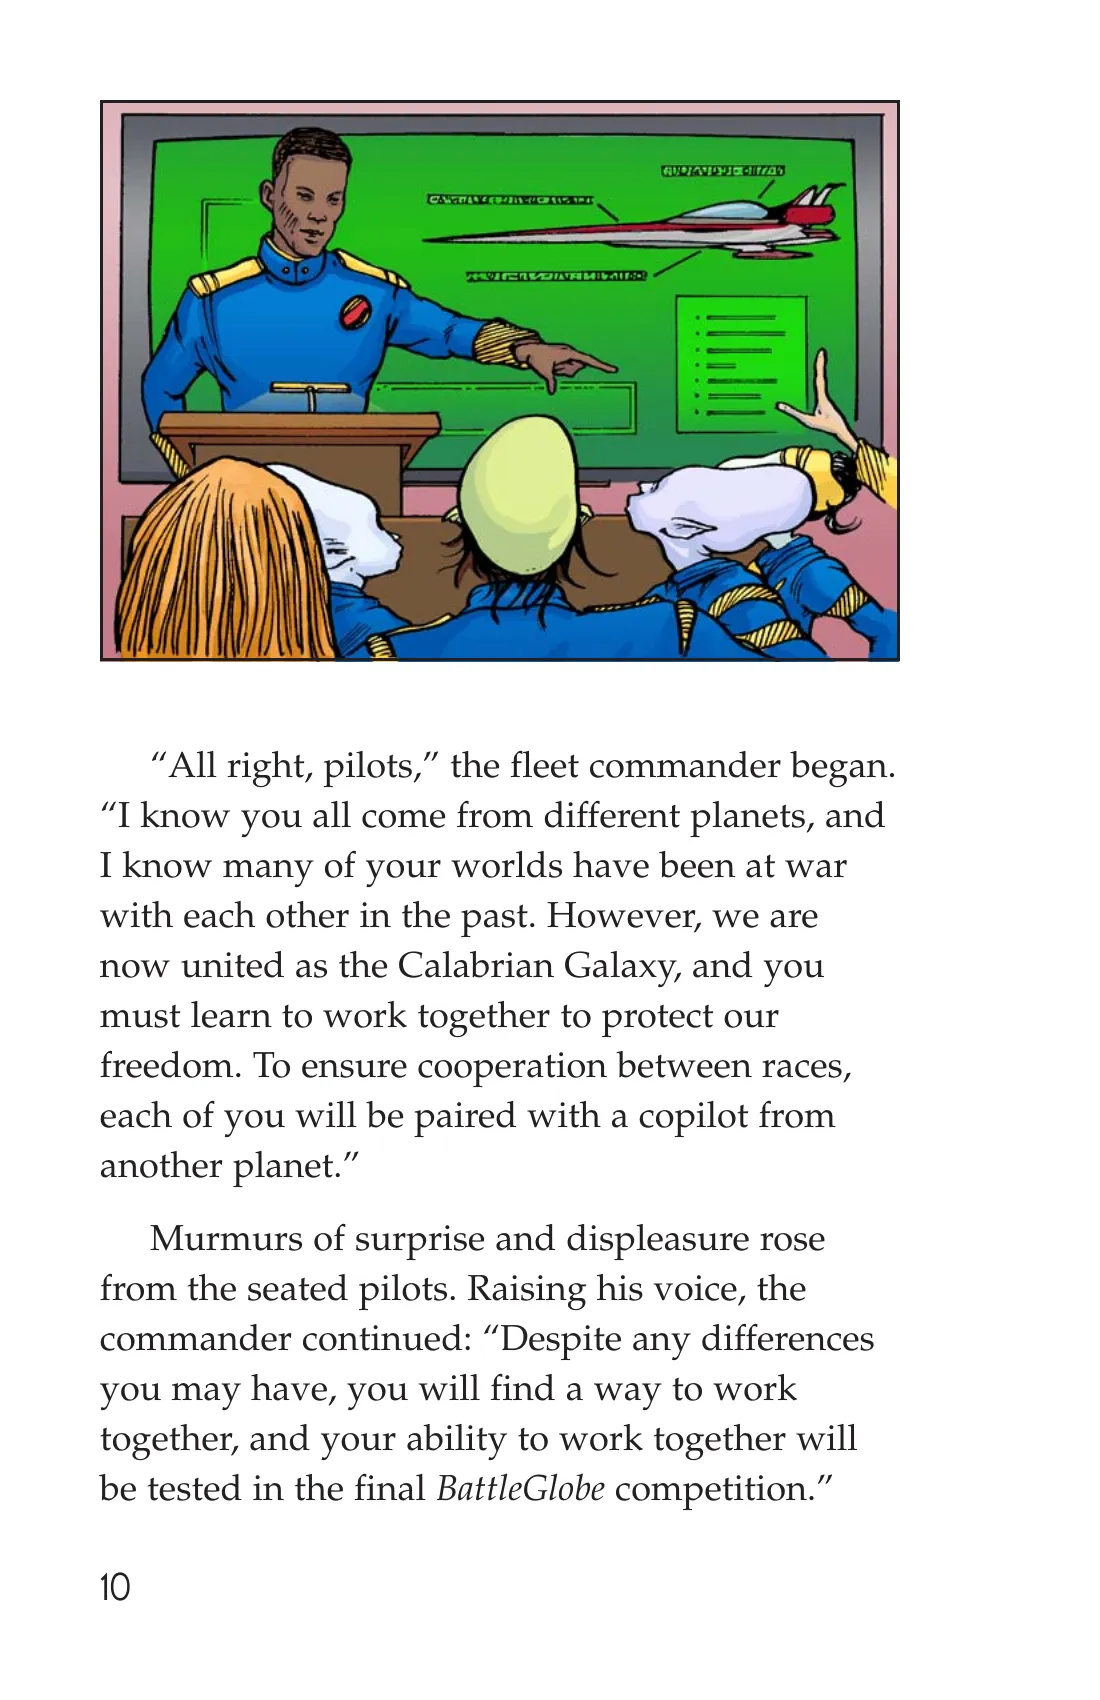 “All right, pilots,” the fleet commander began.
“I know you all come from different planets, and
I know many of your worlds have been at war
with each other in the past. However, we are
now united as the Calabrian Galaxy, and you
must learn to work together to protect our
freedom. To ensure cooperation between races,
each of you will be paired with a copilot from
another planet.”
Murmurs of surprise and displeasure rose
from the seated pilots. Raising his voice, the
commander continued: “Despite any differences
you may have, you will find a way to work
together, and your ability to work together will
be tested in the final BattleGlobe competition.”
10